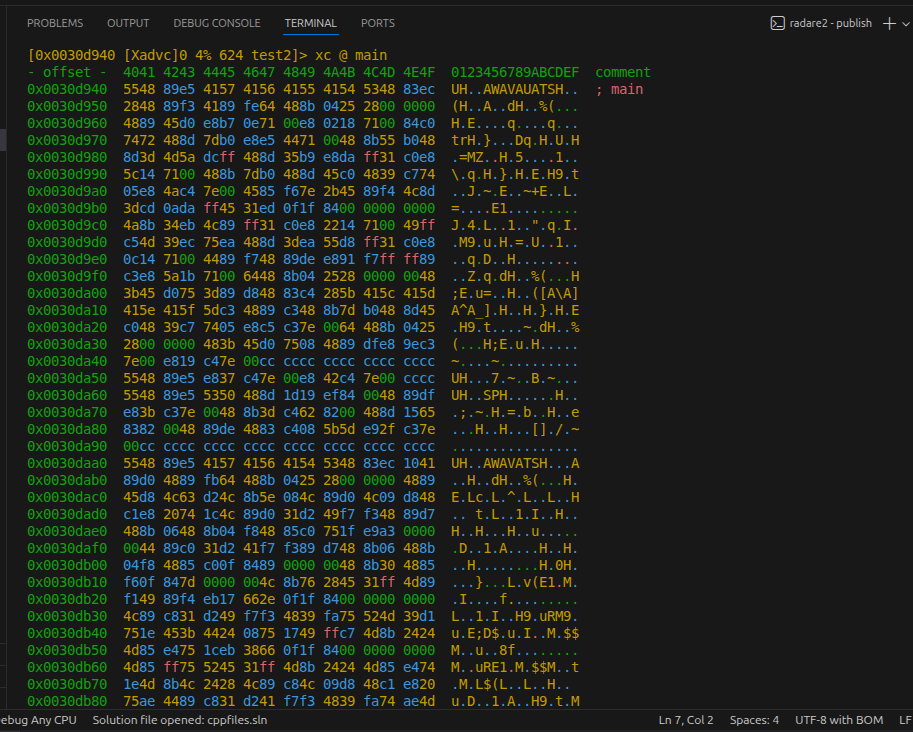 PROBLEMS OUTPUT DEBUG CONSOLE TERMINAL PORTS radare2 - publish
[0x0030d940 [Xadvc]0 4% 624 test2]> xc @ main
- offset - 4041 4243 4445 4647 4849 4A4B 4C4D 4E4F 0123456789ABCDEF comment
0x0030d940 5548 89e5 4157 4156 4155 4154 5348 83ec UH..AWAVAUATSH.. ; main
0x0030d950 2848 89f3 4189 fe64 488b 0425 2800 0000 (H..A..dH..%(...
0x0030d960 4889 45d0 e8b7 0e71 00e8 0218 7100 84c0 H.E....q....q...
0x0030d970 7472 488d 7db0 e8e5 4471 0048 8b55 b048 trH.}...Dq.H.U.H
0x0030d980 8d3d 4d5a dcff 488d 35b9 e8da ff31 c0e8 .=MZ..H.5....1..
0x0030d990 5c14 7100 488b 7db0 488d 45c0 4839 c774 \.q.H.}.H.E.H9.t
0x0030d9a0 05e8 4ac7 7e00 4585 f67e 2b45 89f4 4c8d ..J.~.E..~+E..L.
0x0030d9b0 3dcd 0ada ff45 31ed 0f1f 8400 0000 0000 =....E1.........
0x0030d9c0 4a8b 34eb 4c89 ff31 c0e8 2214 7100 49ff J.4.L..1..".q.I.
0x0030d9d0 c54d 39ec 75ea 488d 3dea 55d8 ff31 c0e8 .M9.u.H.=.U..1..
0x0030d9e0 0c14 7100 4489 f748 89de e891 f7ff ff89 ..q.D..H........
0x0030d9f0 c3e8 5a1b 7100 6448 8b04 2528 0000 0048 ..Z.q.dH..%(...H
0x0030da00 3b45 d075 3d89 d848 83c4 285b 415c 415d ;E.u=..H..([A\A]
0x0030da10 415e 415f 5dc3 4889 c348 8b7d b048 8d45 A^A_].H..H.}.H.E
0x0030da20 c048 39c7 7405 e8c5 c37e 0064 488b 0425 .H9.t....~.dH..%
0x0030da30 2800 0000 483b 45d0 7508 4889 dfe8 9ec3 (...H;E.u.H.....
0x0030da40 7e00 e819 c47e 00cc cccc cccc cccc cccc ~....~..........
0x0030da50 5548 89e5 e837 c47e 00e8 42c4 7e00 cccc UH...7.~..B.~...
0x0030da60 5548 89e5 5350 488d 1d19 ef84 0048 89df UH..SPH......H..
0x0030da70 e83b c37e 0048 8b3d c462 8200 488d 1565 .;.~.H.=.b..H..e
0x0030da80 8382 0048 89de 4883 c408 5b5d e92f c37e ...H..H...[]./.~
0x0030da90 00cc cccc cccc cccc cccc cccc cccc cccc ................
0x0030daa0 5548 89e5 4157 4156 4154 5348 83ec 1041 UH..AWAVATSH...A
0x0030dab0 89d0 4889 fb64 488b 0425 2800 0000 4889 ..H..dH..%(...H.
0x0030dac0 45d8 4c63 d24c 8b5e 084c 89d0 4c09 d848 E.Lc.L.^.L..L..H
0x0030dad0 c1e8 2074 1c4c 89d0 31d2 49f7 f348 89d7 .. t.L..1.I..H..
0x0030dae0 488b 0648 8b04 f848 85c0 751f e9a3 0000 H..H...H..u.....
0x0030daf0 0044 89c0 31d2 41f7 f389 d748 8b06 488b .D..1.A....H..H.
0x0030db00 04f8 4885 c00f 8489 0000 0048 8b30 4885 ..H........H.0H.
0x0030db10 f60f 847d 0000 004c 8b76 2845 31ff 4d89 ...}...L.v(E1.M.
0x0030db20 f149 89f4 eb17 662e 0f1f 8400 0000 0000 .I....f.........
0x0030db30 4c89 c831 d249 f7f3 4839 fa75 524d 39d1 L..1.I..H9.uRM9.
0x0030db40 751e 453b 4424 0875 1749 ffc7 4d8b 2424 u.E;D$.u.I..M.$$
0x0030db50 4d85 e475 1ceb 3866 0f1f 8400 0000 0000 M..u..8f........
0x0030db60 4d85 ff75 5245 31ff 4d8b 2424 4d85 e474 M..uRE1.M.$$M..t
0x0030db70 1e4d 8b4c 2428 4c89 c84c 09d8 48c1 e820 .M.L$(L..L..H..
0x0030db80 75ae 4489 c831 d241 f7f3 4839 fa74 ae4d u.D..1.A..H9.t.M
ebug Any CPU Solution file opened: cppfiles.sln Ln 7, Col 2 Spaces: 4 UTF-8 with BOM LF